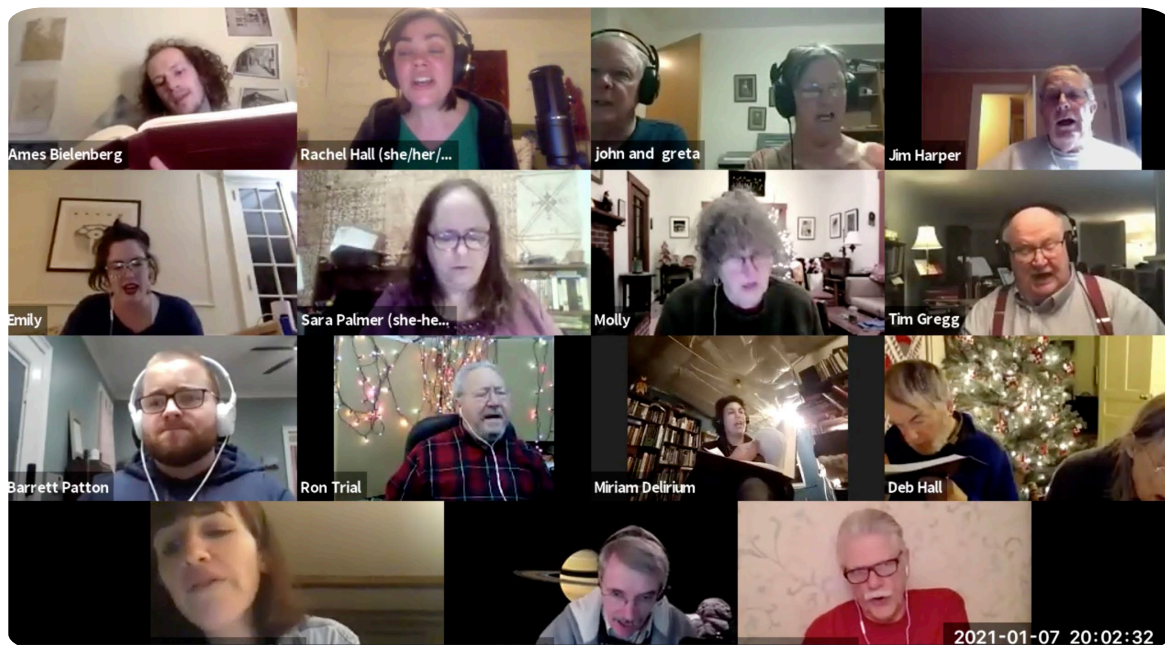 Ames Bielenberg
Rachel Hall (she/her/...
john and greta
Jim Harper
Emily
Sara Palmer (she-he...
Molly
Tim Gregg
Barrett Patton
Ron Trial
Miriam Delirium
Deb Hall
2021-01-07 20:02:32